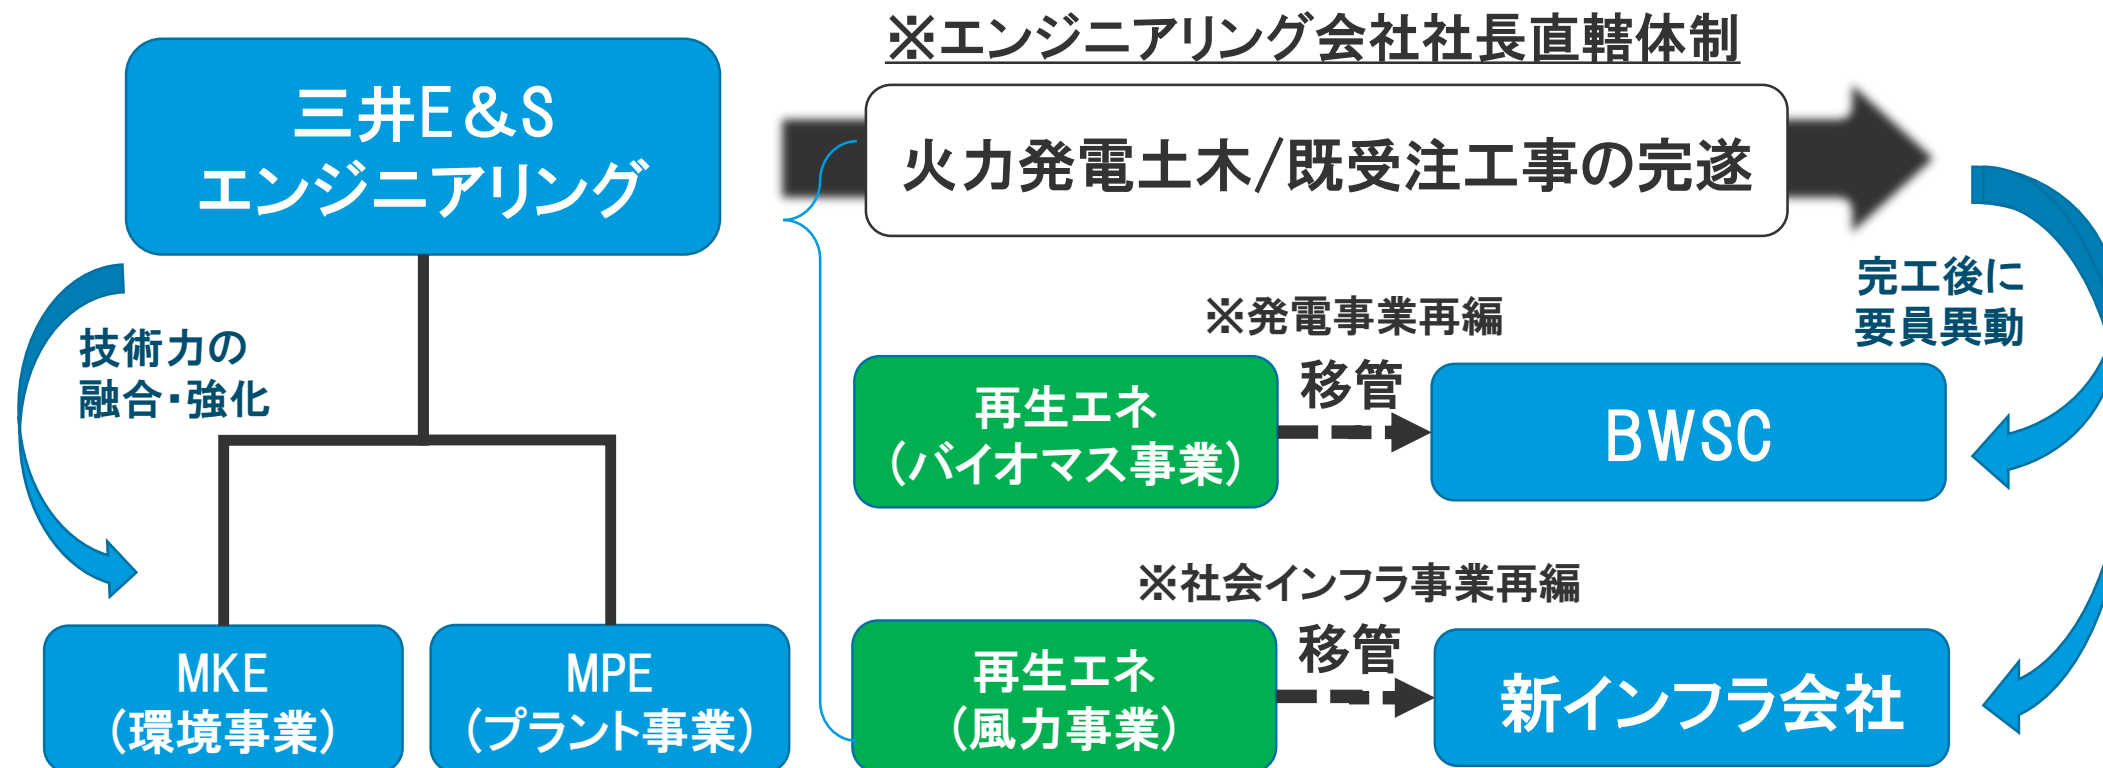 ※エンジニアリング会社社長直轄体制
三井E&S
エンジニアリング
火力発電土木/既受注工事の完遂
技術力の
融合・強化
完工後に
要員異動
※発電事業再編
再生エネ
(バイオマス事業)
移管
BWSC
※社会インフラ事業再編
MKE
(環境事業)
MPE
(プラント事業)
再生エネ
(風力事業)
移管
新インフラ会社